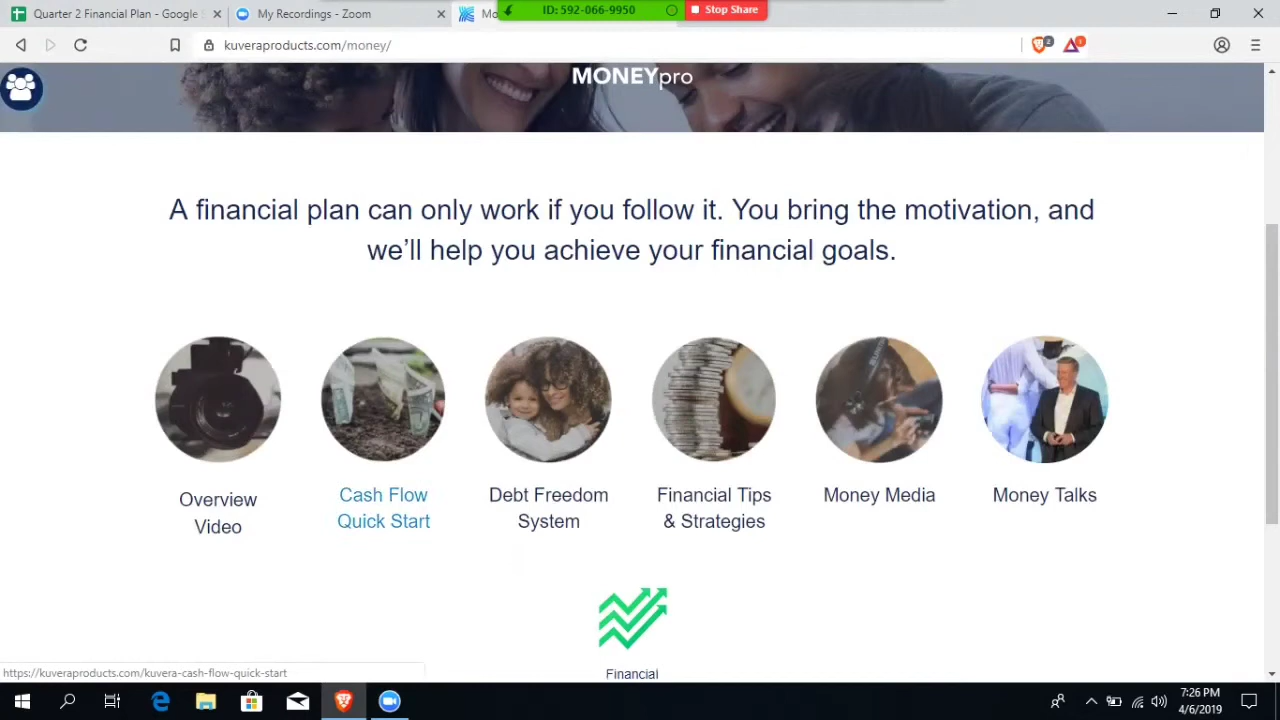 Quarter 2 Financial Plan - Google
My Recordings - Zoom
Mo
ID: 592-066-9950
Stop Share
kuveraproducts.com/money/
2
1
MONEYpro
A financial plan can only work if you follow it. You bring the motivation, and
we'll help you achieve your financial goals.
Overview
Video
Cash Flow
Quick Start
Debt Freedom
System
Financial Tips
& Strategies
Money Media
Money Talks
Financial
https://kuveraproducts.com/kuvera-cash-flow-quick-start
7:26 PM
4/6/2019